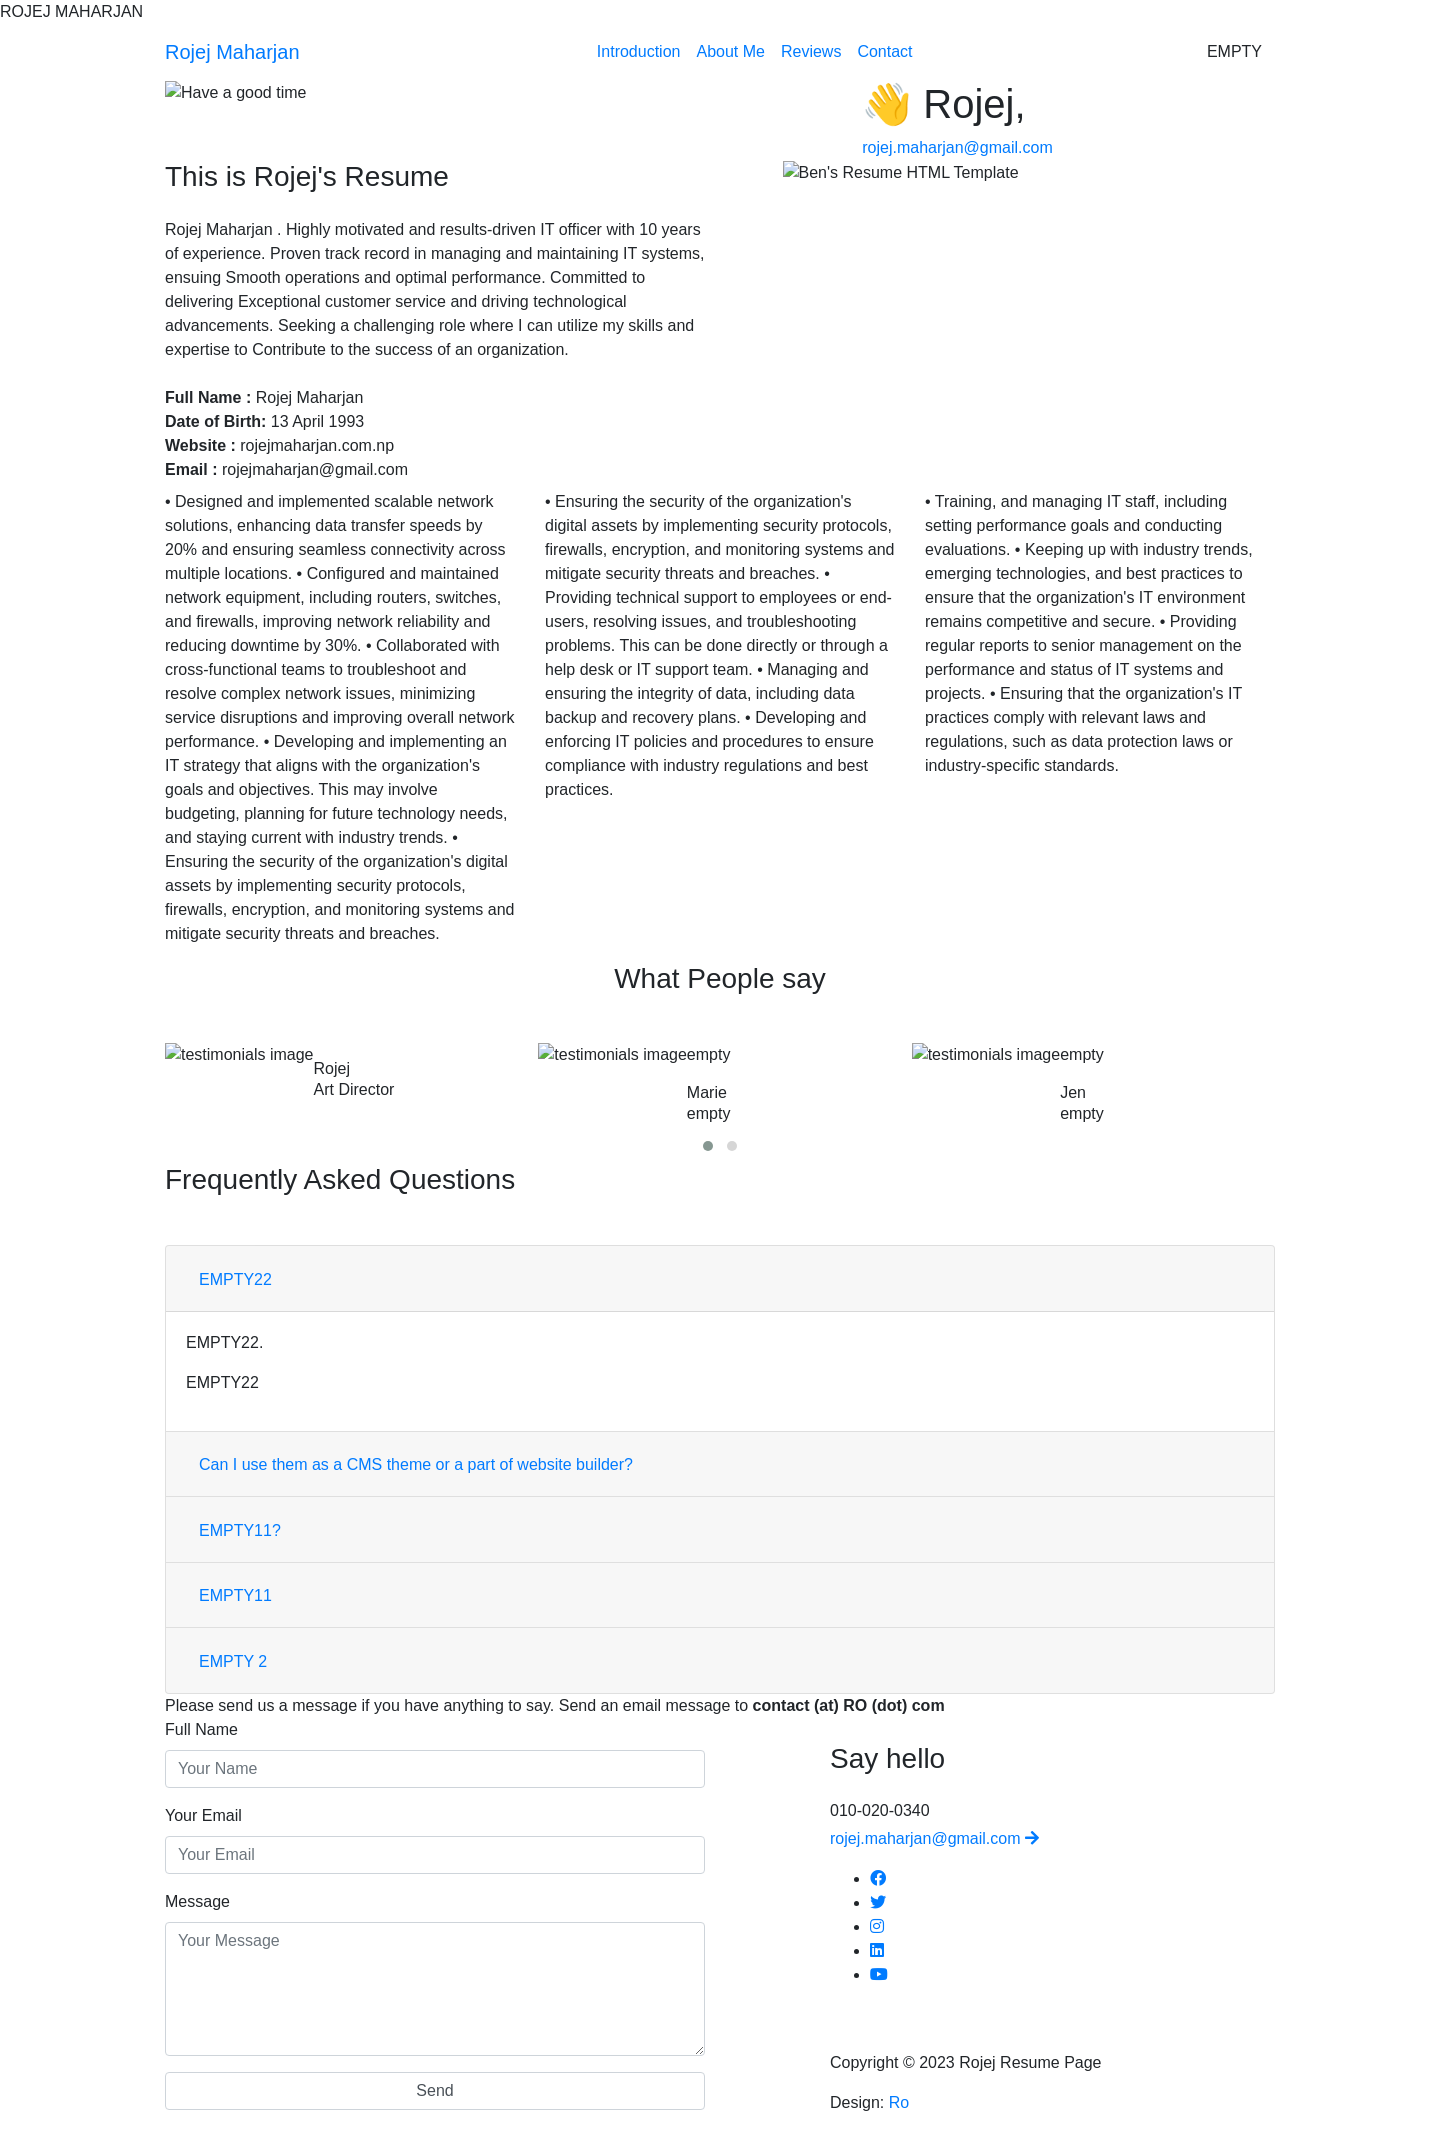 ROJEJ MAHARJAN
Rojej Maharjan
Introduction About Me Reviews Contact
EMPTY
Have a good time
👋 Rojej,
rojej.maharjan@gmail.com
This is Rojej's Resume
Ben's Resume HTML Template
Rojej Maharjan . Highly motivated and results-driven IT officer with 10 years
of experience. Proven track record in managing and maintaining IT systems,
ensuing Smooth operations and optimal performance. Committed to
delivering Exceptional customer service and driving technological
advancements. Seeking a challenging role where I can utilize my skills and
expertise to Contribute to the success of an organization.
Full Name : Rojej Maharjan
Date of Birth: 13 April 1993
Website : rojejmaharjan.com.np
Email : rojejmaharjan@gmail.com
• Designed and implemented scalable network
solutions, enhancing data transfer speeds by
20% and ensuring seamless connectivity across
multiple locations. • Configured and maintained
network equipment, including routers, switches,
and firewalls, improving network reliability and
reducing downtime by 30%. • Collaborated with
cross-functional teams to troubleshoot and
resolve complex network issues, minimizing
service disruptions and improving overall network
performance. • Developing and implementing an
IT strategy that aligns with the organization's
goals and objectives. This may involve
budgeting, planning for future technology needs,
and staying current with industry trends. •
Ensuring the security of the organization's digital
assets by implementing security protocols,
firewalls, encryption, and monitoring systems and
mitigate security threats and breaches.
• Ensuring the security of the organization's
digital assets by implementing security protocols,
firewalls, encryption, and monitoring systems and
mitigate security threats and breaches. •
Providing technical support to employees or end-
users, resolving issues, and troubleshooting
problems. This can be done directly or through a
help desk or IT support team. • Managing and
ensuring the integrity of data, including data
backup and recovery plans. • Developing and
enforcing IT policies and procedures to ensure
compliance with industry regulations and best
practices.
• Training, and managing IT staff, including
setting performance goals and conducting
evaluations. • Keeping up with industry trends,
emerging technologies, and best practices to
ensure that the organization's IT environment
remains competitive and secure. • Providing
regular reports to senior management on the
performance and status of IT systems and
projects. • Ensuring that the organization's IT
practices comply with relevant laws and
regulations, such as data protection laws or
industry-specific standards.
What People say
testimonials image
Rojej
Art Director
testimonials imageempty
Marie
empty
testimonials imageempty
Jen
empty
Frequently Asked Questions
EMPTY22
EMPTY22.
EMPTY22
Can I use them as a CMS theme or a part of website builder?
EMPTY11?
EMPTY11
EMPTY 2
Please send us a message if you have anything to say. Send an email message to contact (at) RO (dot) com
Full Name
Your Name
Your Email
Your Email
Message
Your Message
Send
Say hello
010-020-0340
rojej.maharjan@gmail.com
Copyright © 2023 Rojej Resume Page
Design: Ro